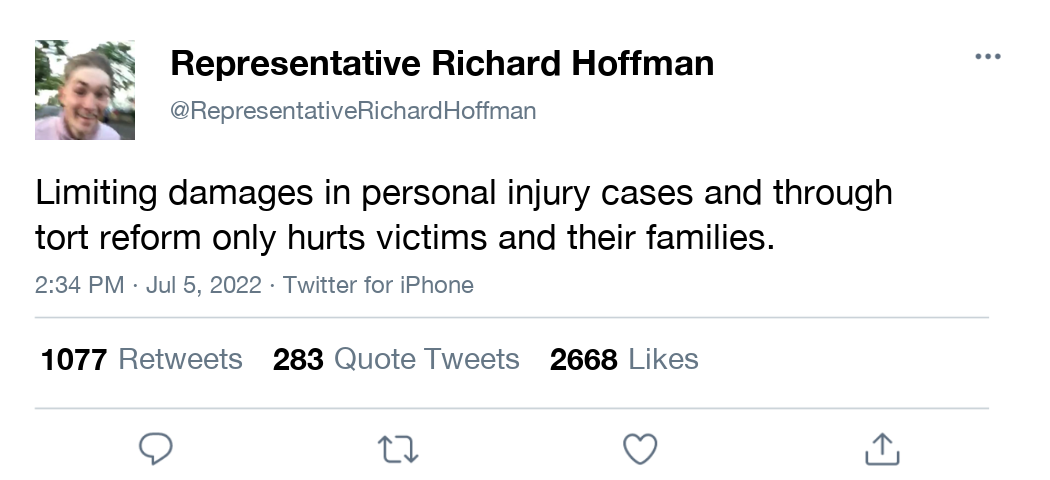 Representative Richard Hoffman
@RepresentativeRichardHoffman
Limiting damages in personal injury cases and through
tort reform only hurts victims and their families.
2:34 PM · Jul 5, 2022 · Twitter for iPhone
1077 Retweets 283 Quote Tweets 2668 Likes